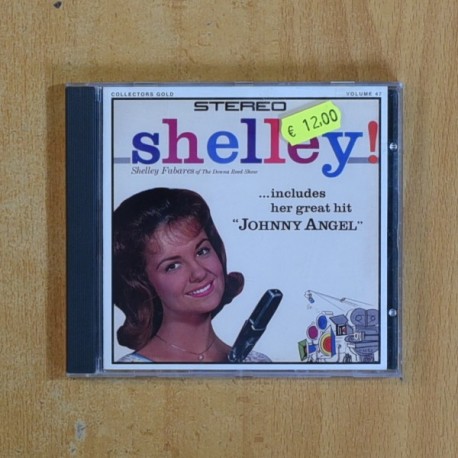 COLLECTORS GOLD VOLUME 47
STEREO
€ 12.00
shelley!
Shelley Fabares of The Donna Reed Show
...includes
her great hit
"JOHNNY ANGEL"